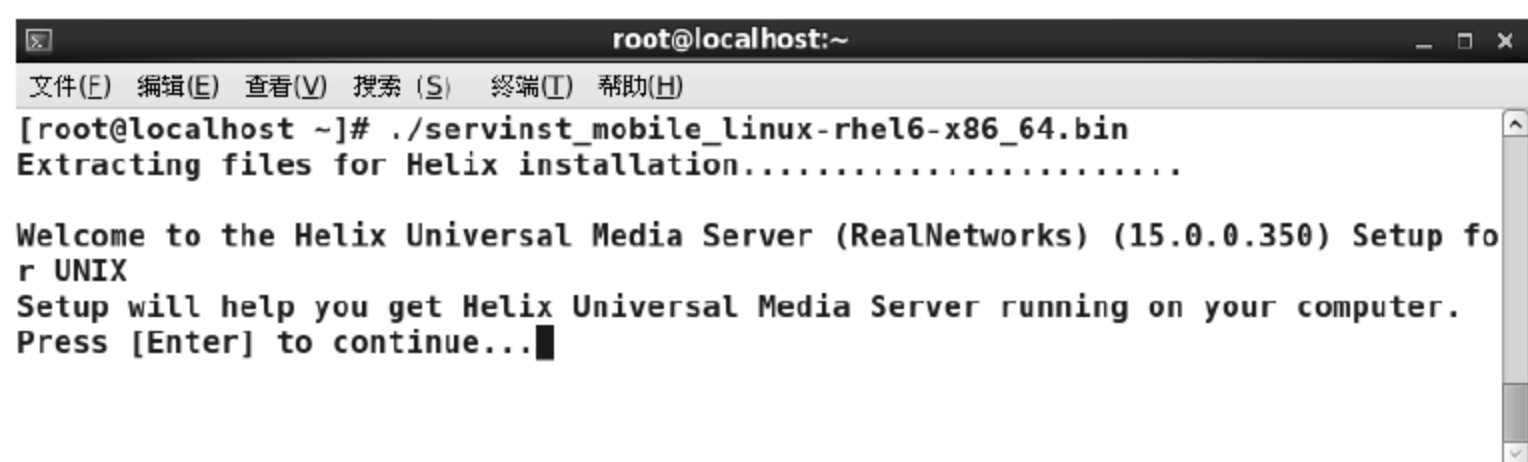 root@localhost:~
文件(F) 编辑(E) 查看(V) 搜索 (S) 终端(T) 帮助(H)
[root@localhost ~]# ./servinst_mobile_linux-rhel6-x86_64.bin
Extracting files for Helix installation........................
Welcome to the Helix Universal Media Server (RealNetworks) (15.0.0.350) Setup fo
r UNIX
Setup will help you get Helix Universal Media Server running on your computer.
Press [Enter] to continue...